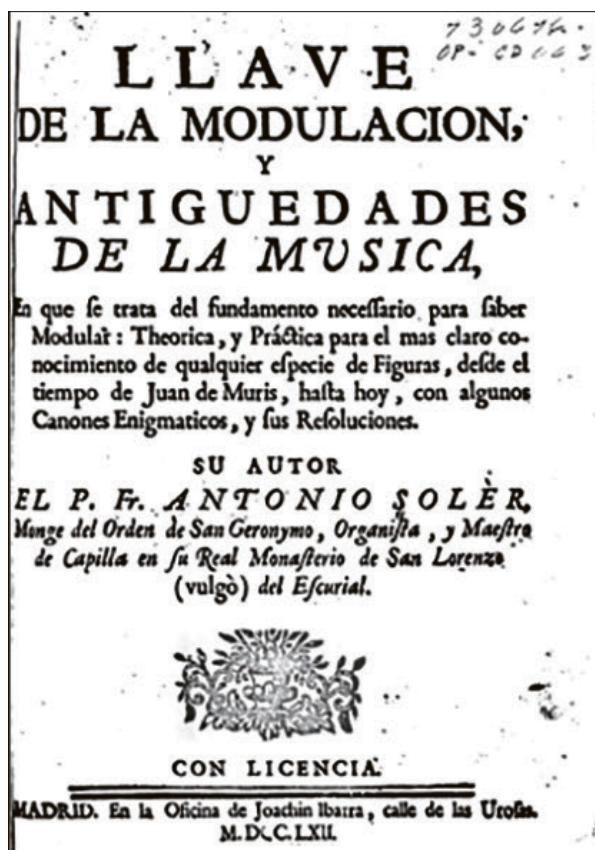 730676.
OP- CD
LLAVE
DE LA MODULACION,
Y
ANTIGUEDADES
DE LA MUSICA,
En que ſe trata del fundamento neceſſario para ſaber
Modular: Theorica, y Práctica para el mas claro co-
nocimiento de qualquier eſpecie de Figuras, deſde el
tiempo de Juan de Muris, haſta hoy, con algunos
Canones Enigmaticos, y ſus Reſoluciones.
SU AUTOR
EL P. Fr. ANTONIO SOLÈR,
Monge del Orden de San Geronymo, Organiſta, y Maeſtro
de Capilla en ſu Real Monaſterio de San Lorenzo
(vulgò) del Eſcurial.
CON LICENCIA.
MADRID. En la Oficina de Joachin Ibarra, calle de las Uroſas.
M.DCC.LXII.